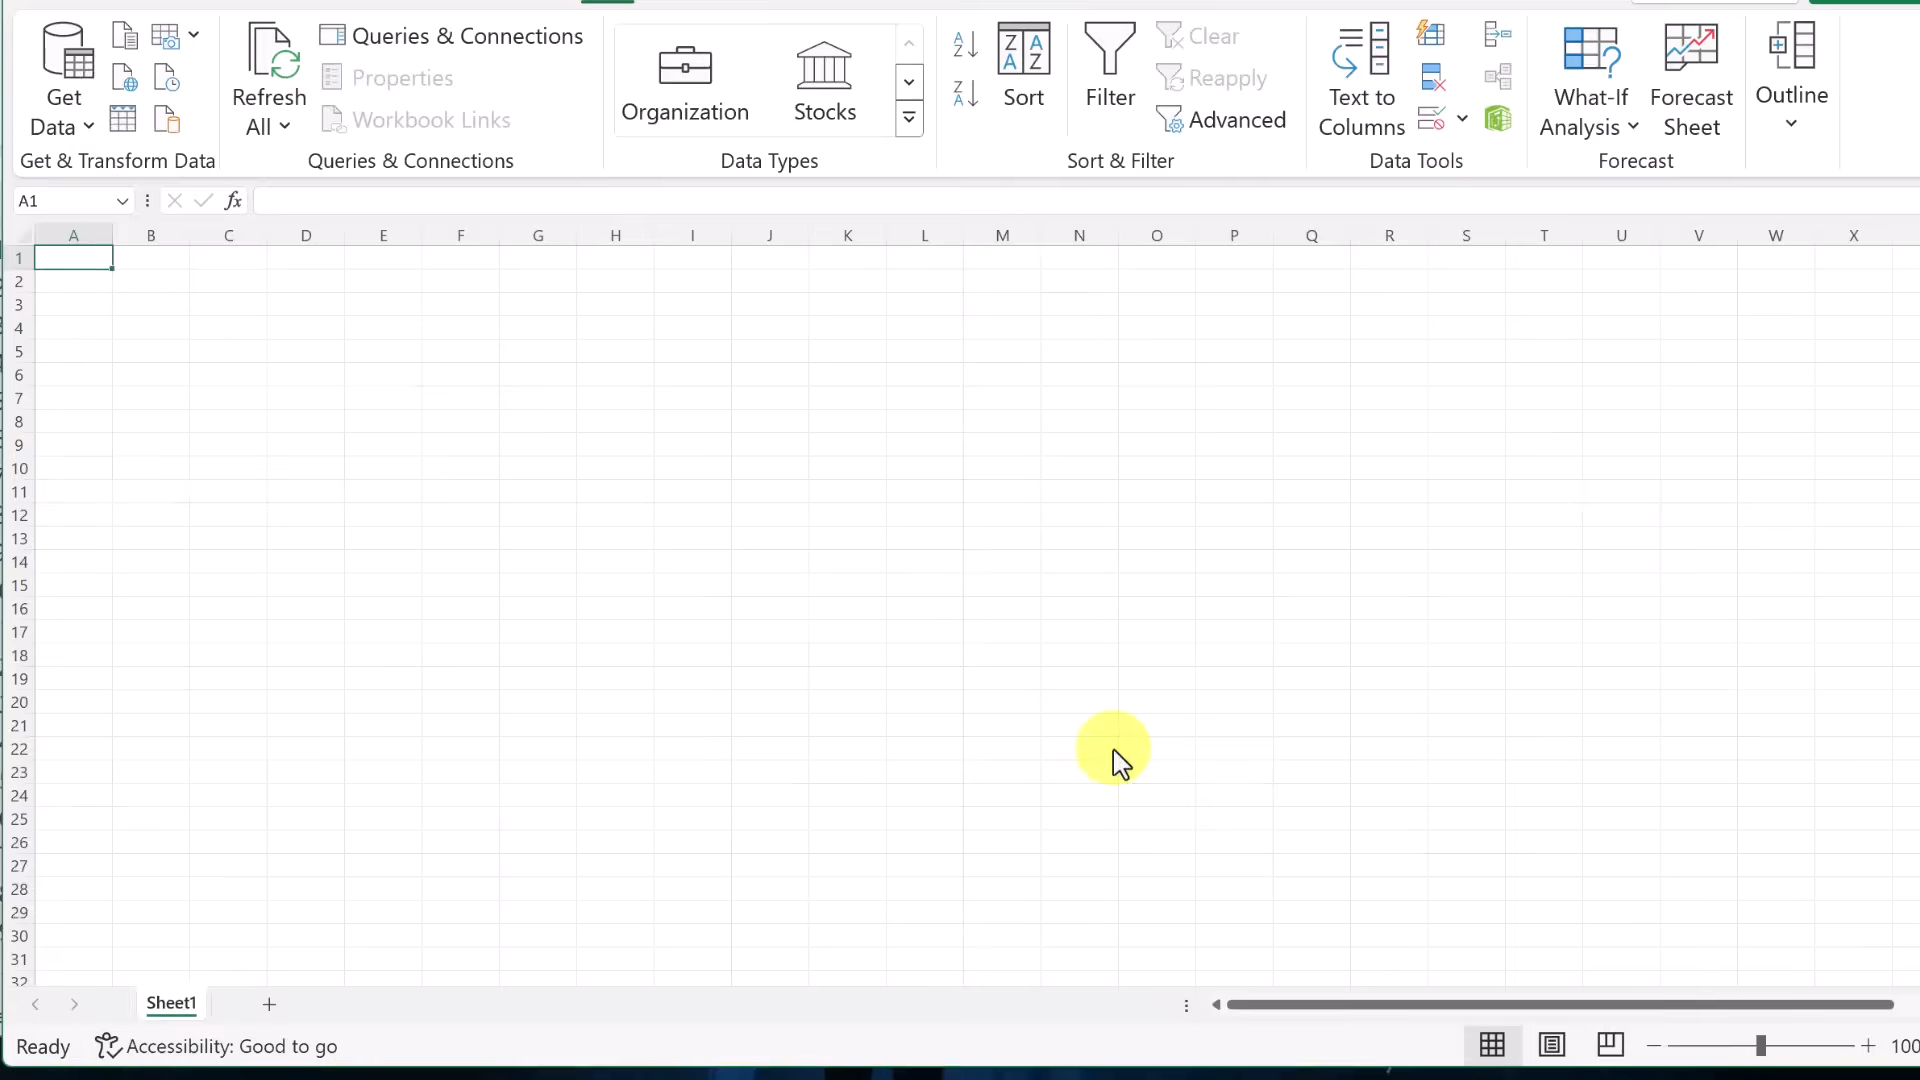 Get
Data
Get & Transform Data
Refresh
All
Queries & Connections
Properties
Workbook Links
Queries & Connections
Organization
Stocks
Data Types
Sort
Filter
Clear
Reapply
Advanced
Sort & Filter
Text to
Columns
Data Tools
What-If
Analysis
Forecast
Sheet
Forecast
Outline
A1
fx
A B C D E F G H I J K L M N O P Q R S T U V W X
1
2
3
4
5
6
7
8
9
10
11
12
13
14
15
16
17
18
19
20
21
22
23
24
25
26
27
28
29
30
31
32
Sheet1
Ready
Accessibility: Good to go
100